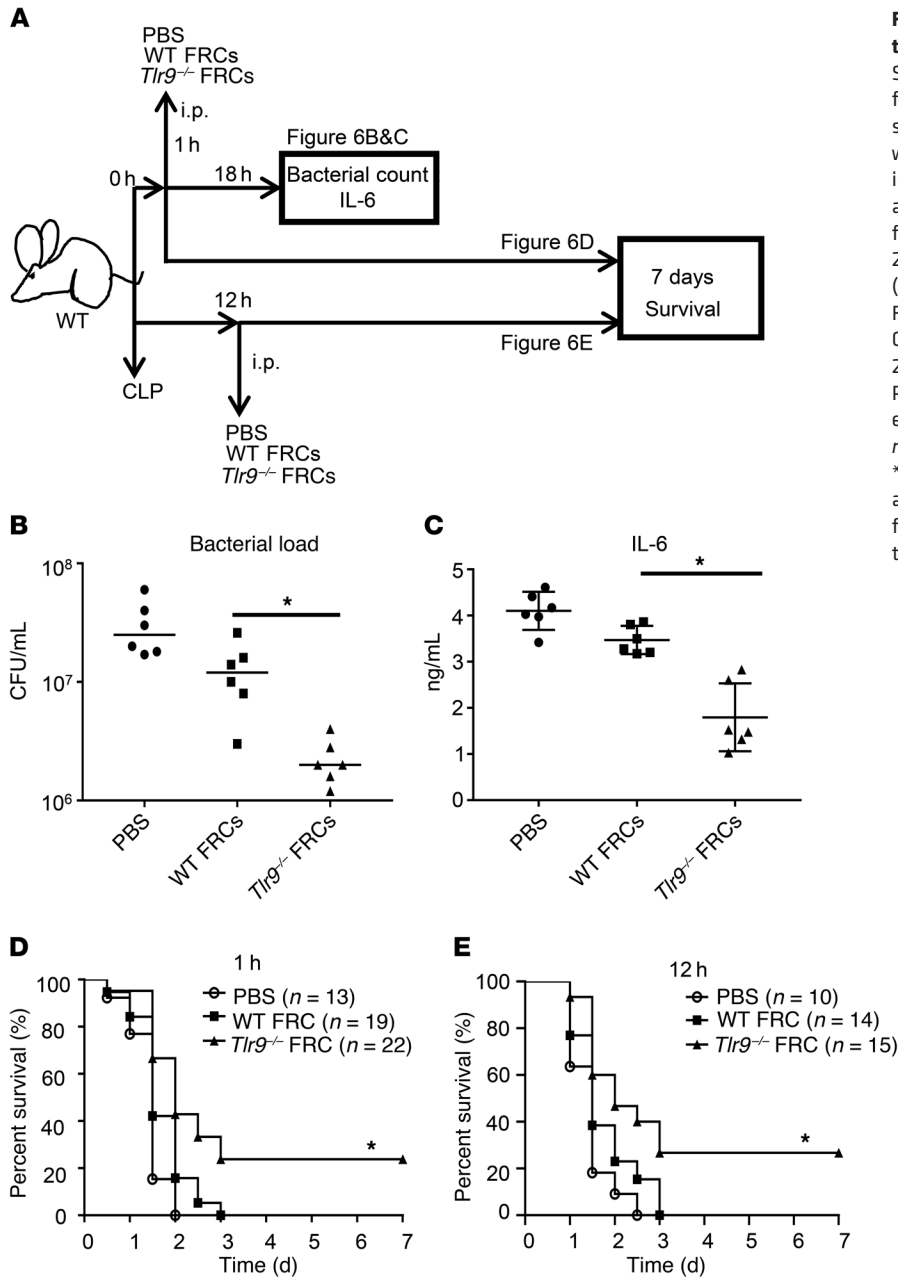 A
PBS
WT FRCs
Tlr9−/− FRCs
i.p.
1 h
0 h
18 h
Figure 6B&C
Bacterial count
IL-6
Figure 6D
7 days
Survival
WT
12 h
Figure 6E
i.p.
CLP
PBS
WT FRCs
Tlr9−/− FRCs
B
Bacterial load
*
CFU/mL
10⁸
10⁷
10⁶
PBS
WT FRCs
Tlr9−/− FRCs
C
IL-6
*
ng/mL
5
4
3
2
1
0
PBS
WT FRCs
Tlr9−/− FRCs
D
1 h
PBS (n = 13)
WT FRC (n = 19)
Tlr9−/− FRC (n = 22)
Percent survival (%)
100
80
60
40
20
0
*
0 1 2 3 4 5 6 7
Time (d)
E
12 h
PBS (n = 10)
WT FRC (n = 14)
Tlr9−/− FRC (n = 15)
Percent survival (%)
100
80
60
40
20
0
*
0 1 2 3 4 5 6 7
Time (d)